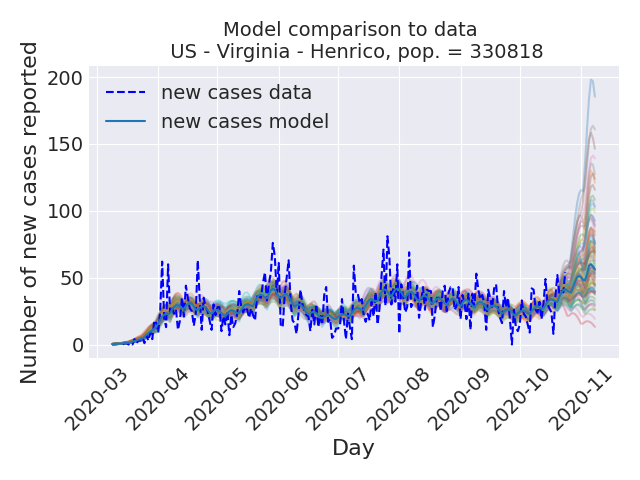 Model comparison to data
US - Virginia - Henrico, pop. = 330818
Number of new cases reported
200
150
100
50
0
new cases data
new cases model
2020-03
2020-04
2020-05
2020-06
2020-07
2020-08
2020-09
2020-10
2020-11
Day